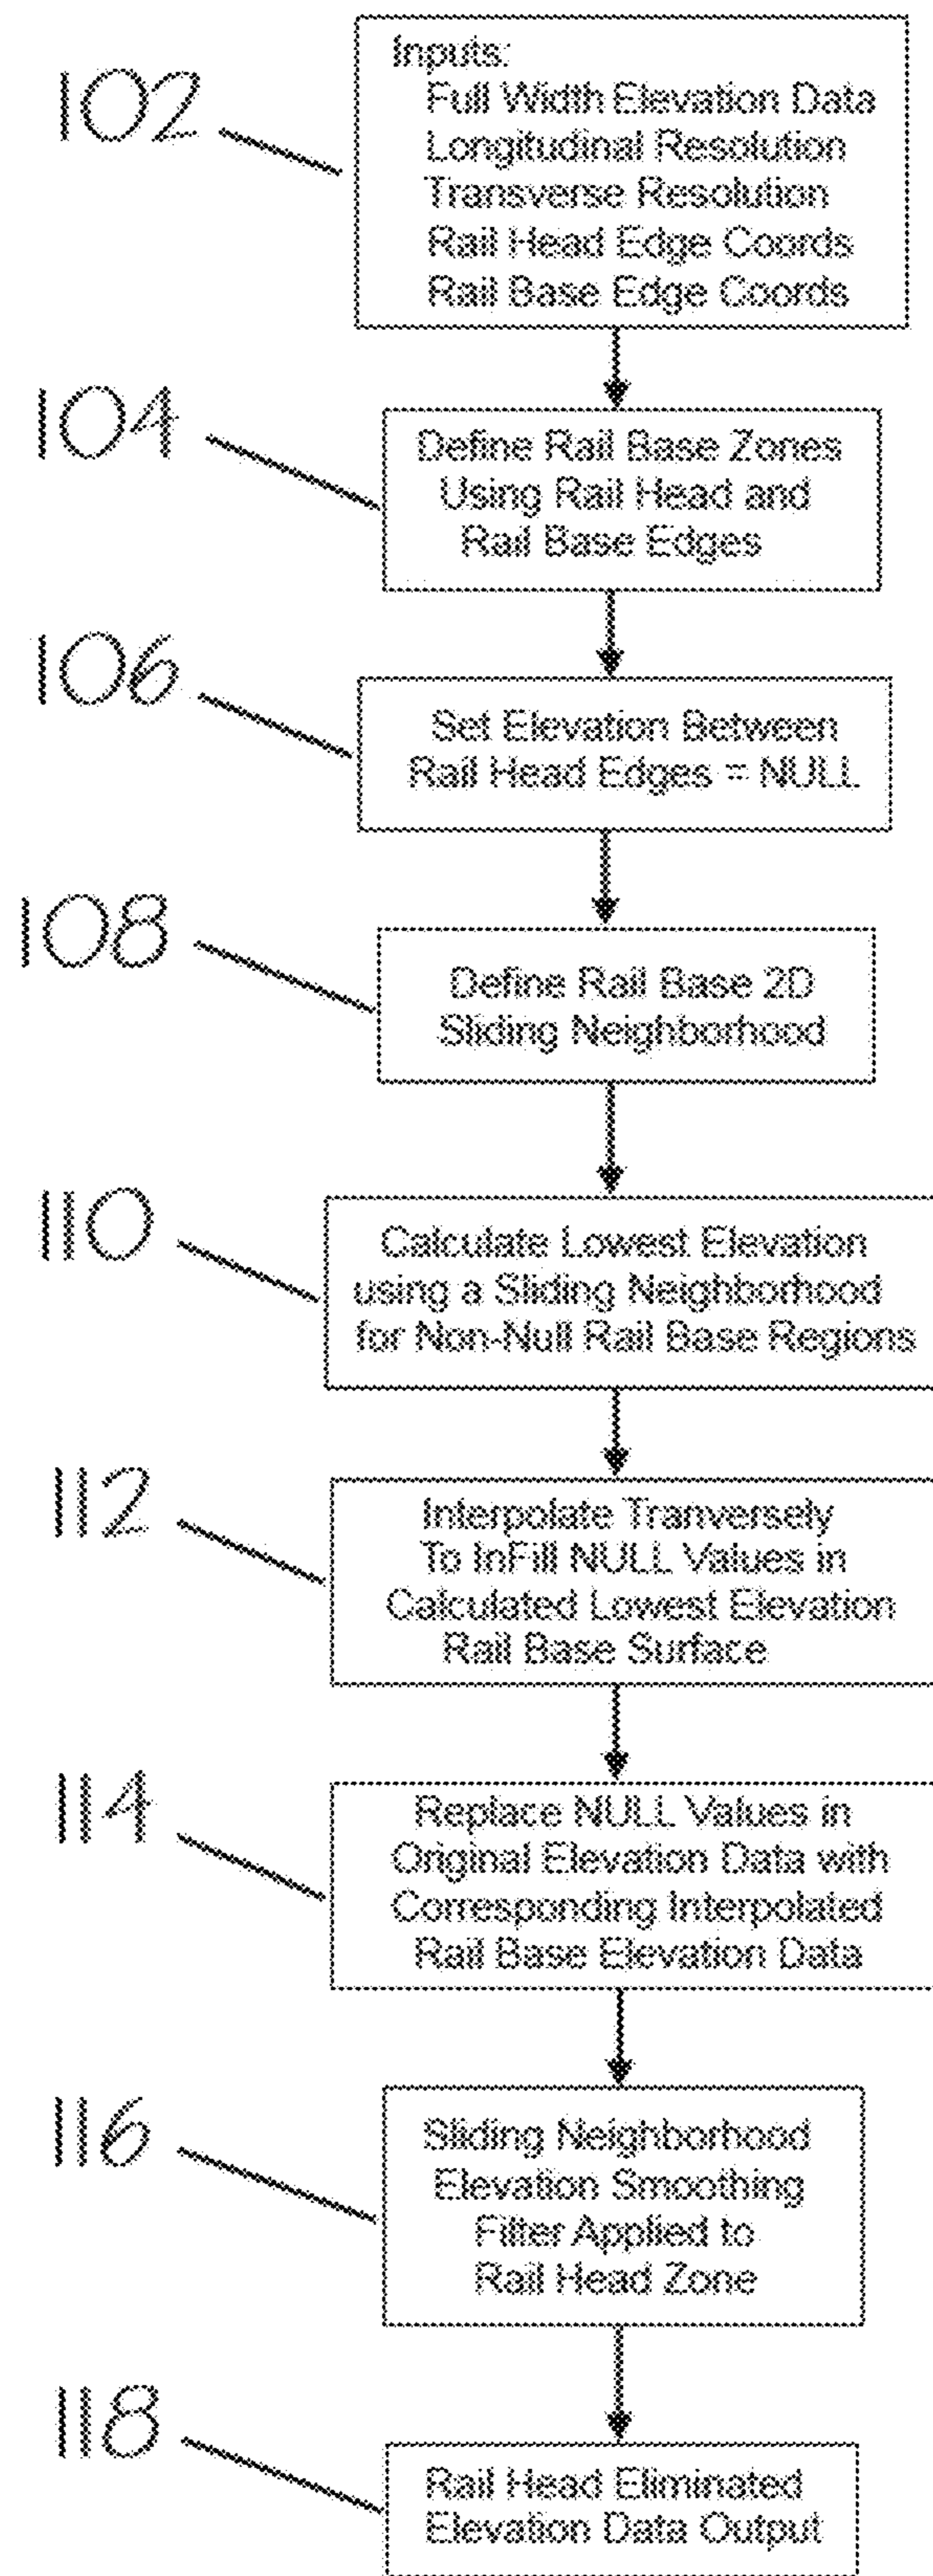 102
Inputs:
Full Width Elevation Data
Longitudinal Resolution
Transverse Resolution
Rail Head Edge Coords
Rail Base Edge Coords
104
Define Rail Base Zones
Using Rail Head and
Rail Base Edges
106
Set Elevation Between
Rail Head Edges = NULL
108
Define Rail Base 2D
Sliding Neighborhood
110
Calculate Lowest Elevation
using a Sliding Neighborhood
for Non-Null Rail Base Regions
112
Interpolate Tranversely
To InFill NULL Values in
Calculated Lowest Elevation
Rail Base Surface
114
Replace NULL Values in
Original Elevation Data with
Corresponding Interpolated
Rail Base Elevation Data
116
Sliding Neighborhood
Elevation Smoothing
Filter Applied to
Rail Head Zone
118
Rail Head Eliminated
Elevation Data Output